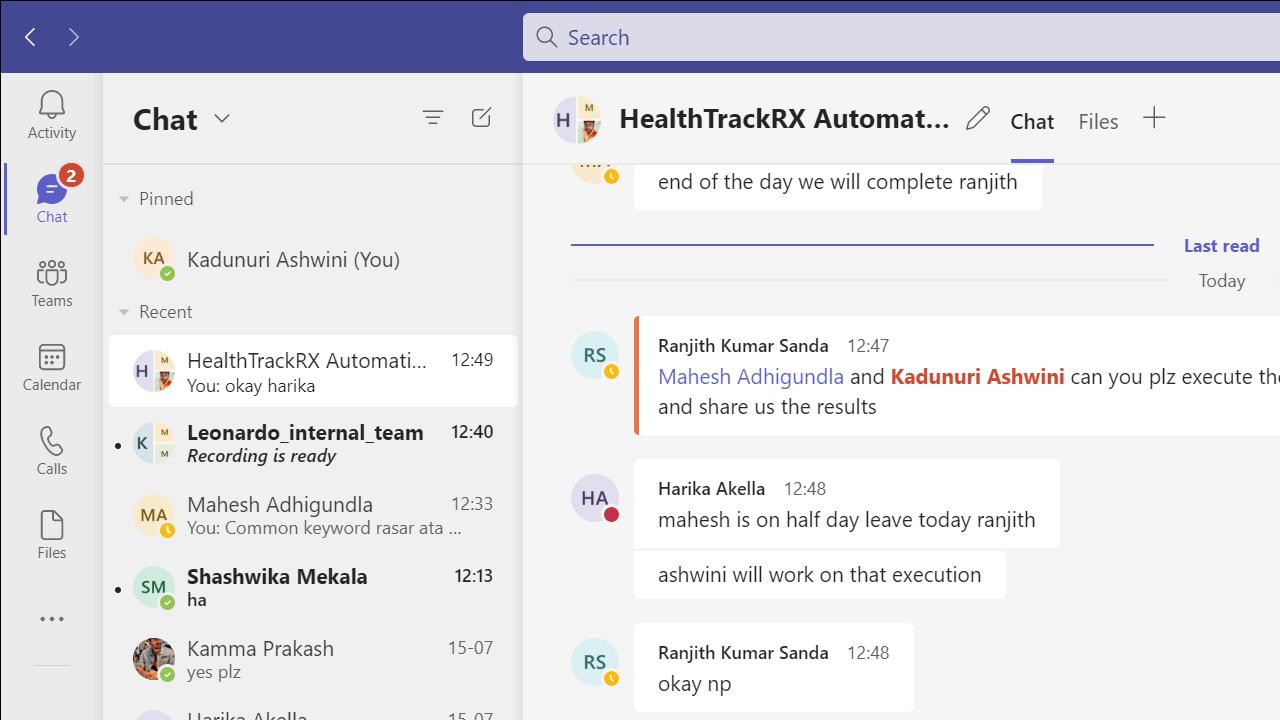 Search
Activity
2
Chat
Teams
Calendar
Calls
Files
Chat
Pinned
KA
Kadunuri Ashwini (You)
Recent
H M
HealthTrackRX Automati... 12:49
You: okay harika
K M M
Leonardo_internal_team 12:40
Recording is ready
MA
Mahesh Adhigundla 12:33
You: Common keyword rasar ata ...
SM
Shashwika Mekala 12:13
ha
Kamma Prakash 15-07
yes plz
Harika Akella 15-07
H M
HealthTrackRX Automat... Chat Files
MA
end of the day we will complete ranjith
Last read
Today
RS
Ranjith Kumar Sanda 12:47
Mahesh Adhigundla and Kadunuri Ashwini can you plz execute
and share us the results
HA
Harika Akella 12:48
mahesh is on half day leave today ranjith
ashwini will work on that execution
RS
Ranjith Kumar Sanda 12:48
okay np